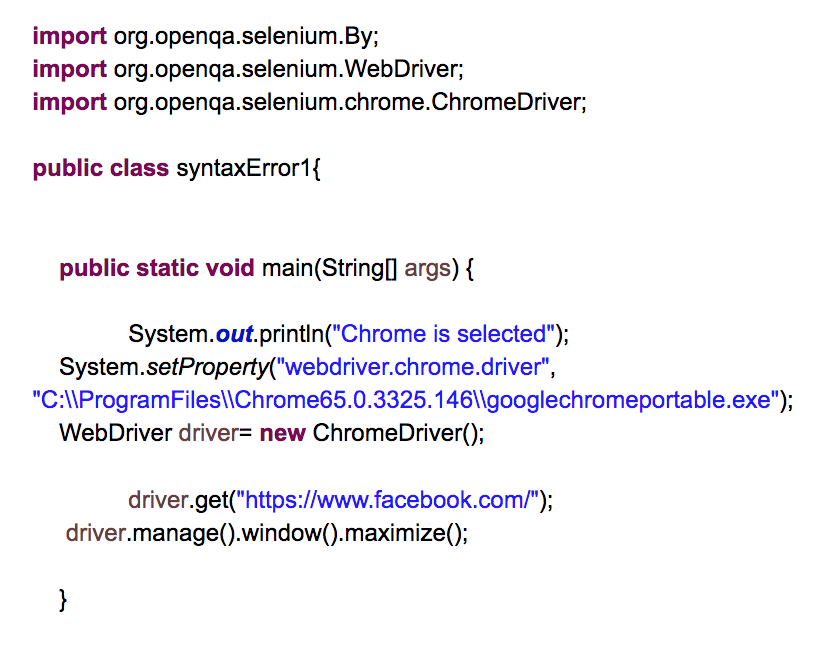 import org.openqa.selenium.By;
import org.openqa.selenium.WebDriver;
import org.openqa.selenium.chrome.ChromeDriver;
public class syntaxError1{
public static void main(String[] args) {
System.out.println("Chrome is selected");
System.setProperty("webdriver.chrome.driver",
"C:\\ProgramFiles\\Chrome65.0.3325.146\\googlechromeportable.exe");
WebDriver driver= new ChromeDriver();
driver.get("https://www.facebook.com/");
driver.manage().window().maximize();
}